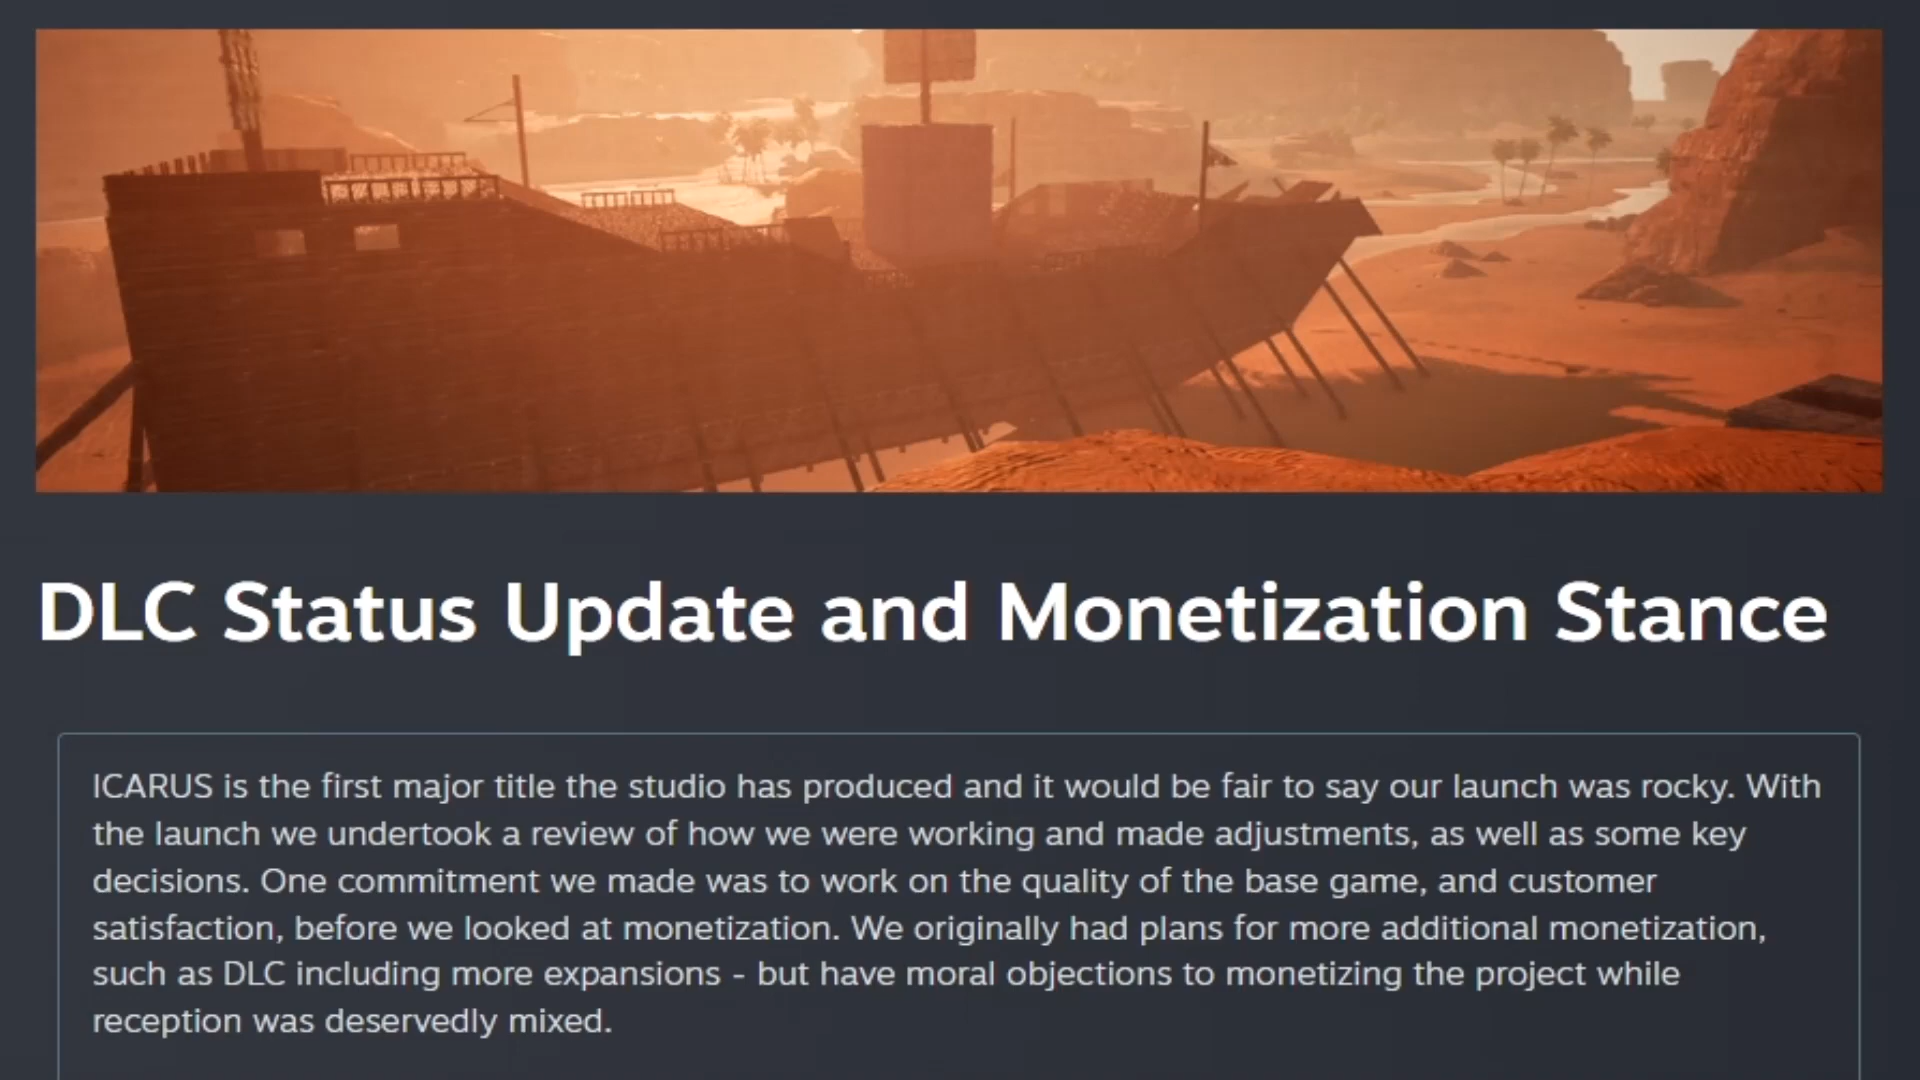 DLC Status Update and Monetization Stance
ICARUS is the first major title the studio has produced and it would be fair to say our launch was rocky. With
the launch we undertook a review of how we were working and made adjustments, as well as some key
decisions. One commitment we made was to work on the quality of the base game, and customer
satisfaction, before we looked at monetization. We originally had plans for more additional monetization,
such as DLC including more expansions - but have moral objections to monetizing the project while
reception was deservedly mixed.